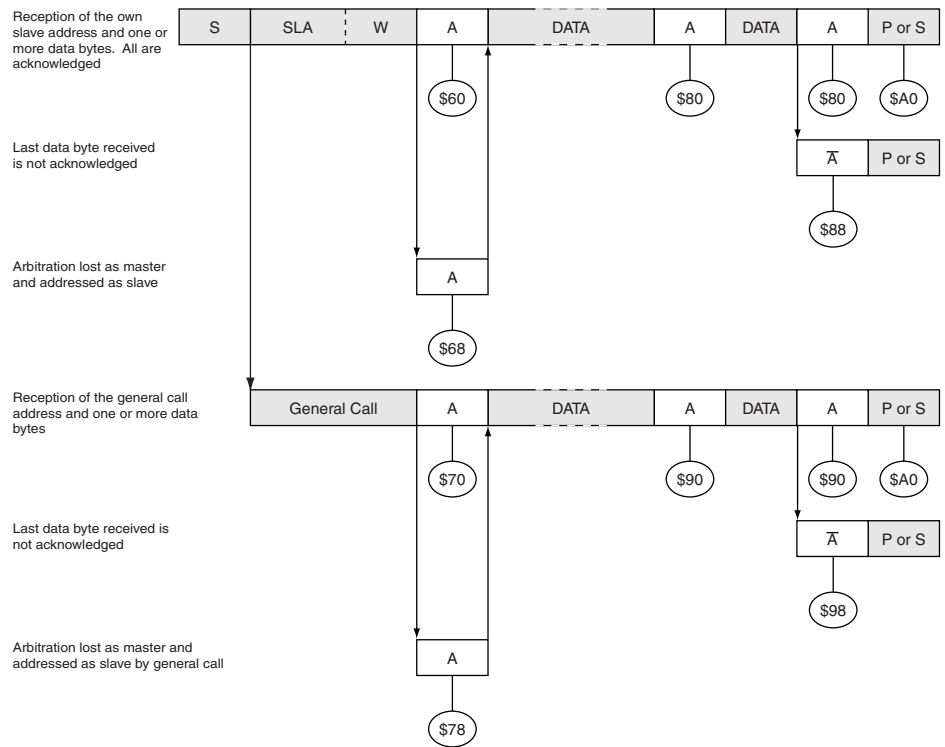 Reception of the own
slave address and one or
more data bytes. All are
acknowledged
S SLA W A DATA A DATA A P or S
$60 $80 $80 $A0
Last data byte received
is not acknowledged
A̅ P or S
$88
Arbitration lost as master
and addressed as slave
A
$68
Reception of the general call
address and one or more data
bytes
General Call A DATA A DATA A P or S
$70 $90 $90 $A0
Last data byte received is
not acknowledged
A̅ P or S
$98
Arbitration lost as master and
addressed as slave by general call
A
$78